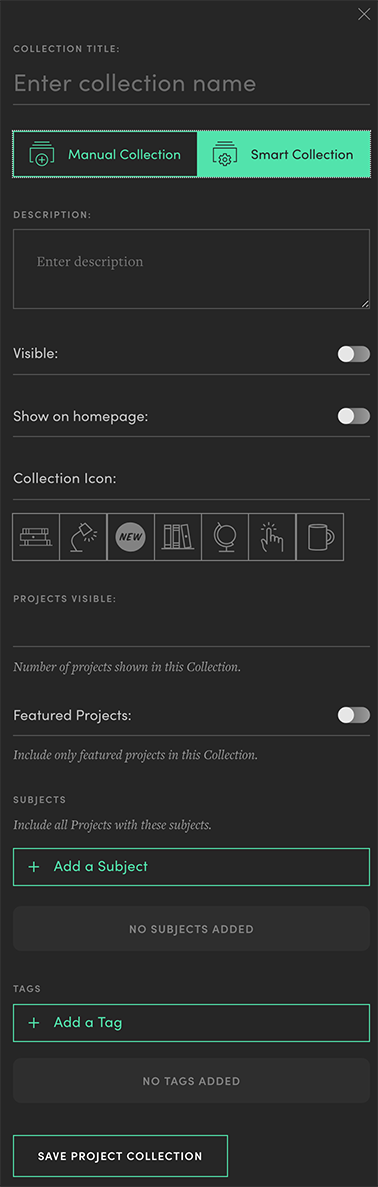 COLLECTION TITLE:
Enter collection name
Manual Collection
Smart Collection
DESCRIPTION:
Enter description
Visible:
Show on homepage:
Collection Icon:
NEW
PROJECTS VISIBLE:
Number of projects shown in this Collection.
Featured Projects:
Include only featured projects in this Collection.
SUBJECTS
Include all Projects with these subjects.
+ Add a Subject
NO SUBJECTS ADDED
TAGS
+ Add a Tag
NO TAGS ADDED
SAVE PROJECT COLLECTION